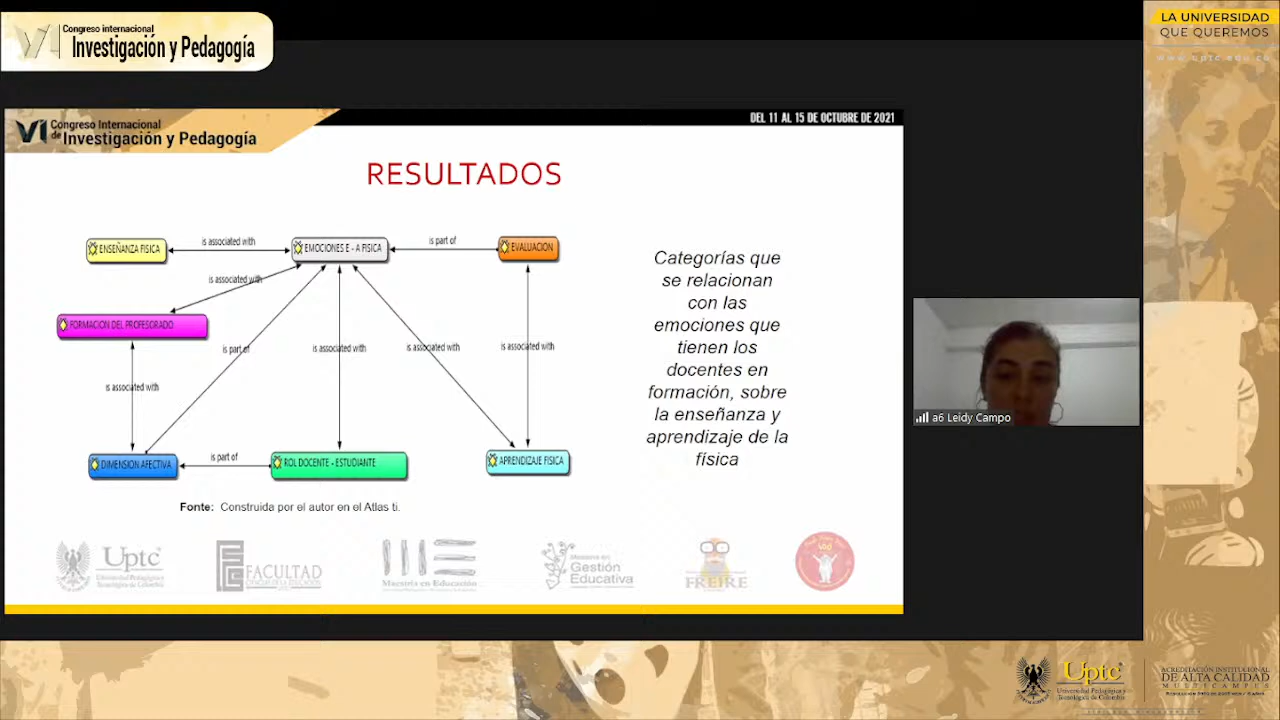 Congreso internacional
Investigación y Pedagogía
LA UNIVERSIDAD
QUE QUEREMOS
www.uptc.edu.co
VI Congreso Internacional
de Investigación y Pedagogía
DEL 11 AL 15 DE OCTUBRE DE 2021
RESULTADOS
ENSEÑANZA FISICA
is associated with
EMOCIONES E - A FISICA
is part of
EVALUACION
is associated with
FORMACION DEL PROFESORADO
is part of
is associated with
is associated with
is associated with
is associated with
DIMENSION AFECTIVA
is part of
ROL DOCENTE - ESTUDIANTE
APRENDIZAJE FISICA
Categorías que
se relacionan
con las
emociones que
tienen los
docentes en
formación, sobre
la enseñanza y
aprendizaje de la
física
Fonte: Construida por el autor en el Atlas ti.
a6 Leidy Campo
Uptc
Universidad Pedagógica y
Tecnológica de Colombia
FACULTAD
Maestría en Educación
Maestría en
Gestión
Educativa
FREIRE
Uptc
Universidad Pedagógica y
Tecnológica de Colombia
ACREDITACIÓN INSTITUCIONAL
DE ALTA CALIDAD
MULTICAMPUS